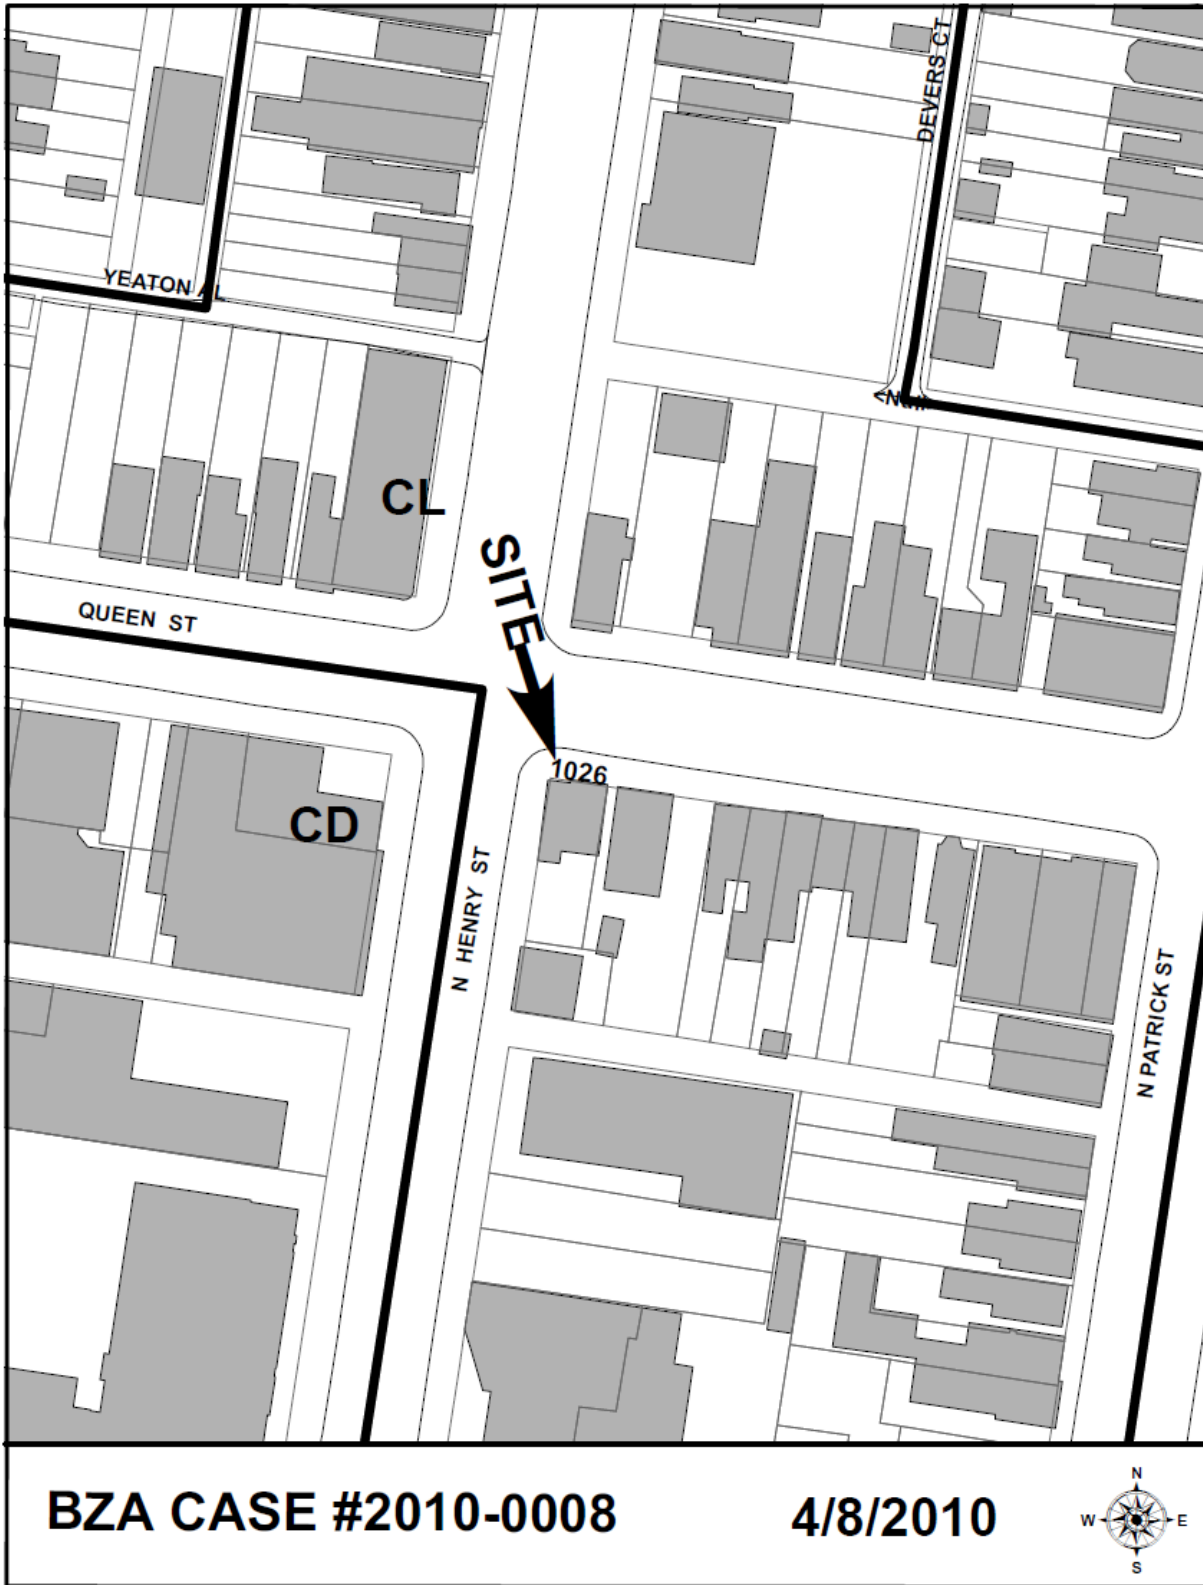 DEVERS CT
YEATON AL
<Null>
CL
SITE
QUEEN ST
1026
CD
N HENRY ST
N PATRICK ST
BZA CASE #2010-0008
4/8/2010
N
W E
S